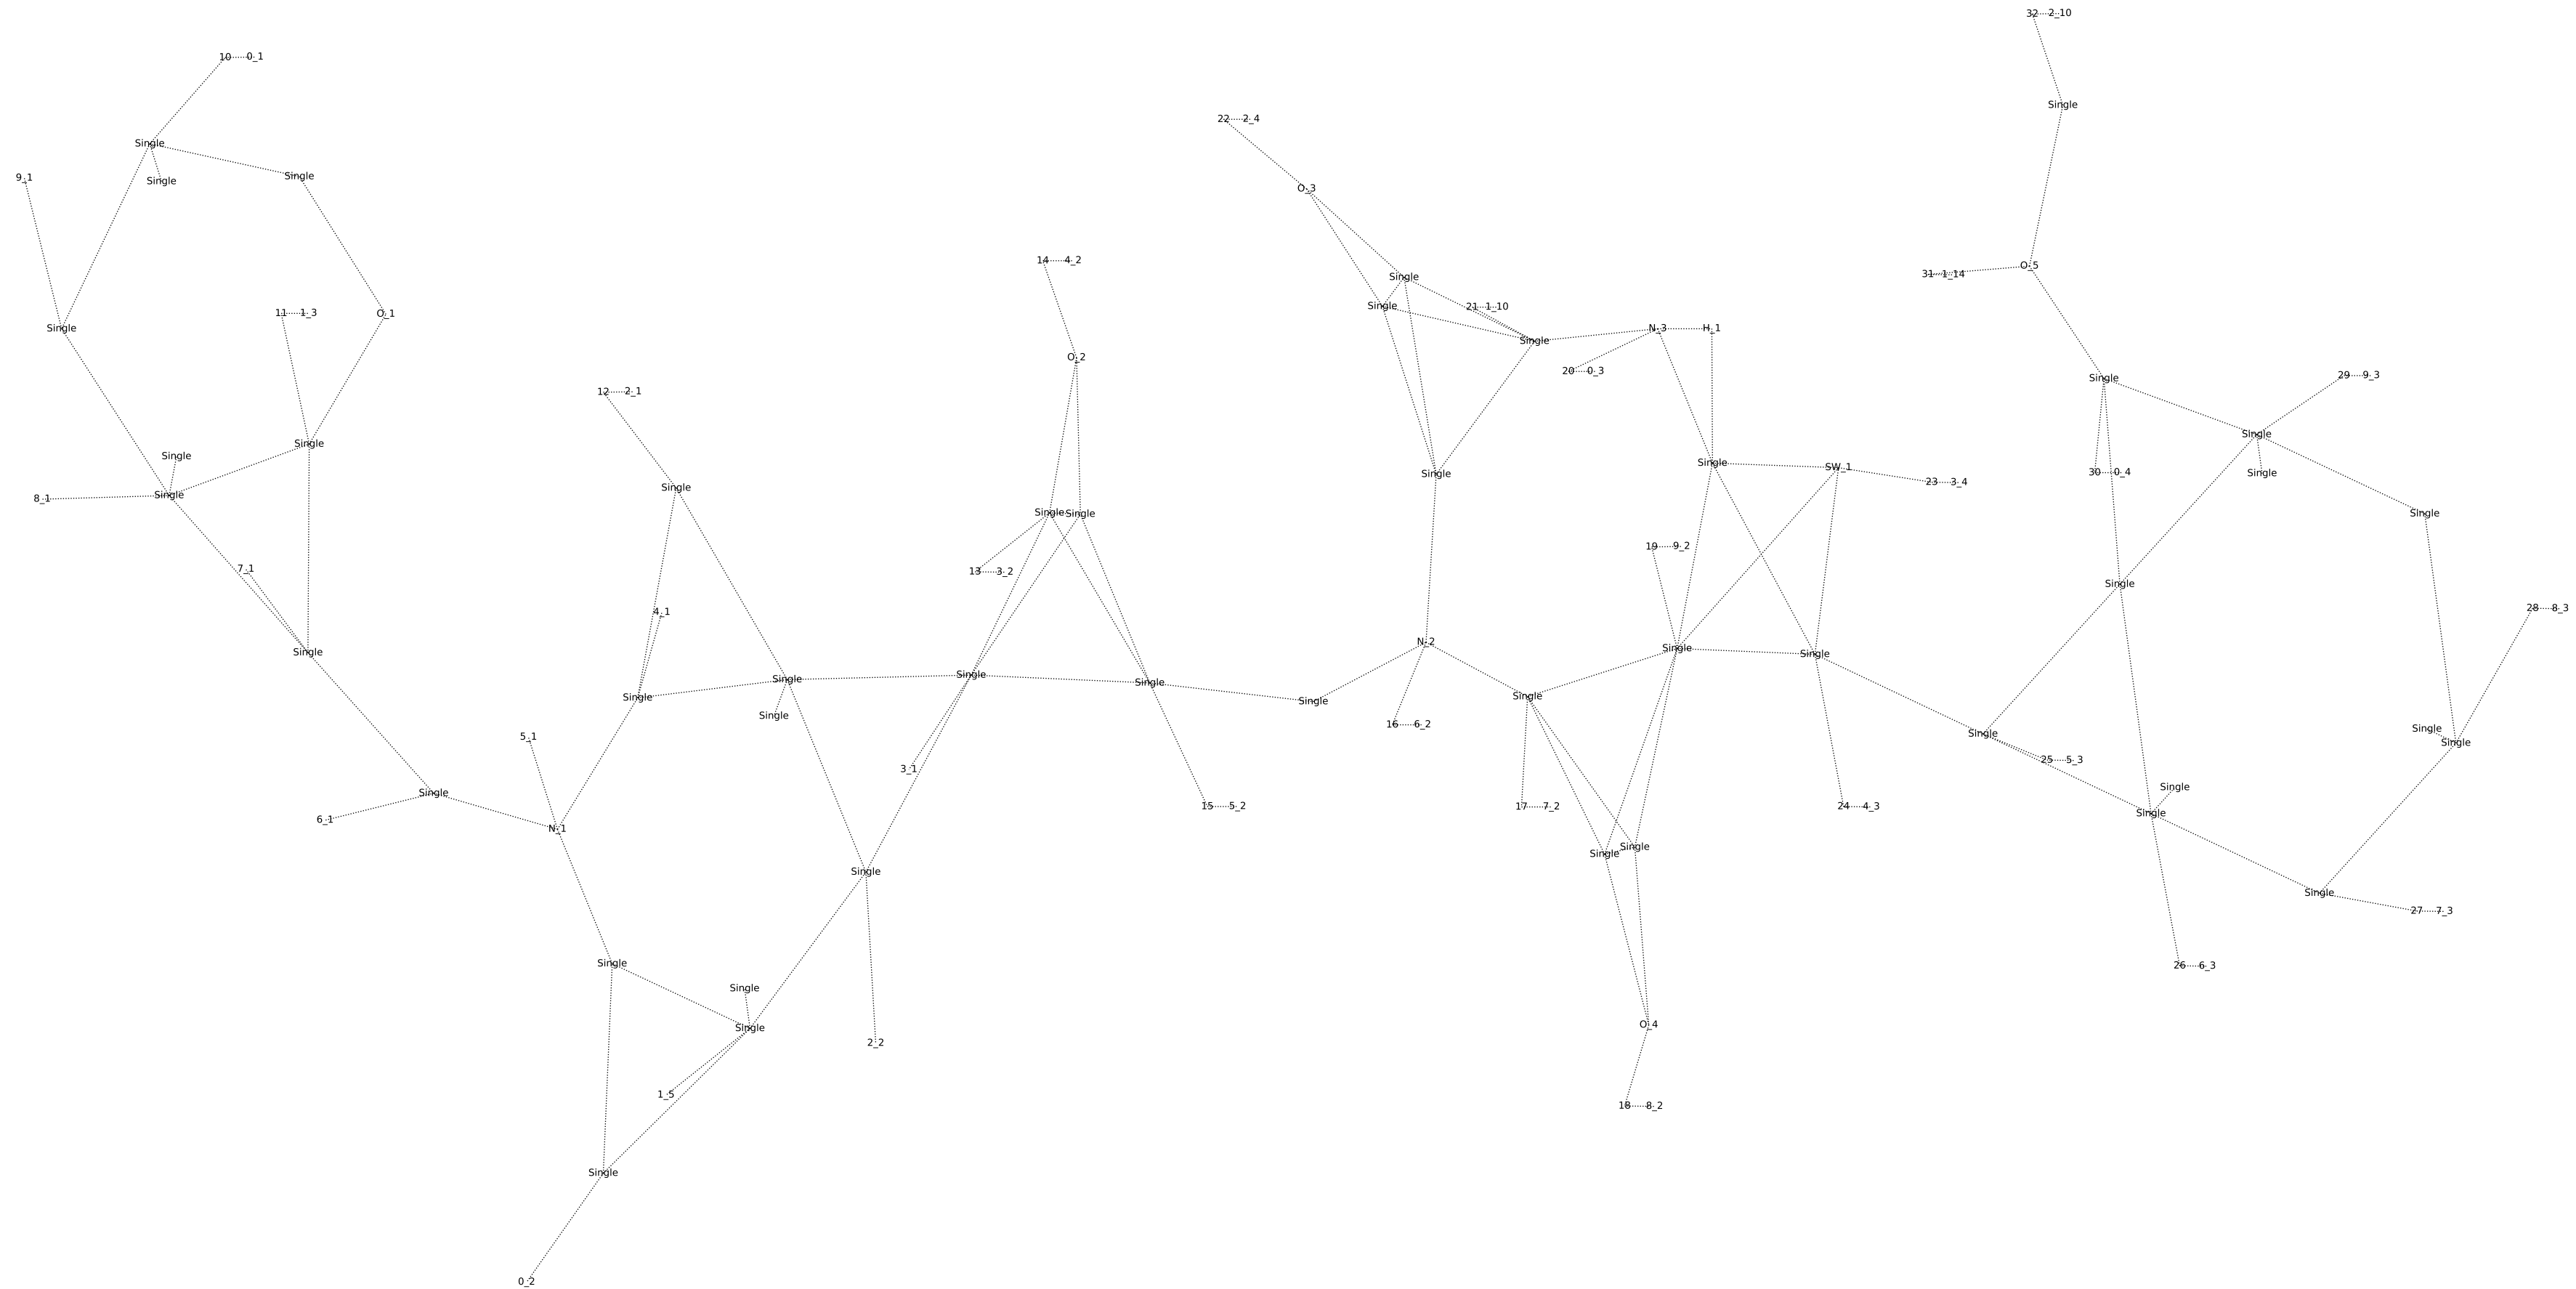 32 2_10
10 0_1
Single
22 2_4
Single
Single
9_1
Single
Single
O_3
14 4_2
O_5
31 1_14
Single
Single
21 1_10
11 1_3
O_1
Single
N_3
H_1
Single
O_2
20 0_3
29 9_3
Single
12 2_1
Single
Single
Single
Single
SW_1
30 0_4
Single
Single
23 3_4
Single
Single
8_1
Single
Single
Single
19 9_2
7_1
13 3_2
Single
28 8_3
4_1
N_2
Single
Single
Single
Single
Single
Single
Single
Single
Single
Single
16 6_2
Single
Single
5_1
Single
25 5_3
3_1
Single
Single
15 5_2
17 7_2
24 4_3
Single
6_1
N_1
Single
Single
Single
Single
27 7_3
Single
26 6_3
Single
O_4
Single
2_2
1_5
18 8_2
Single
0_2